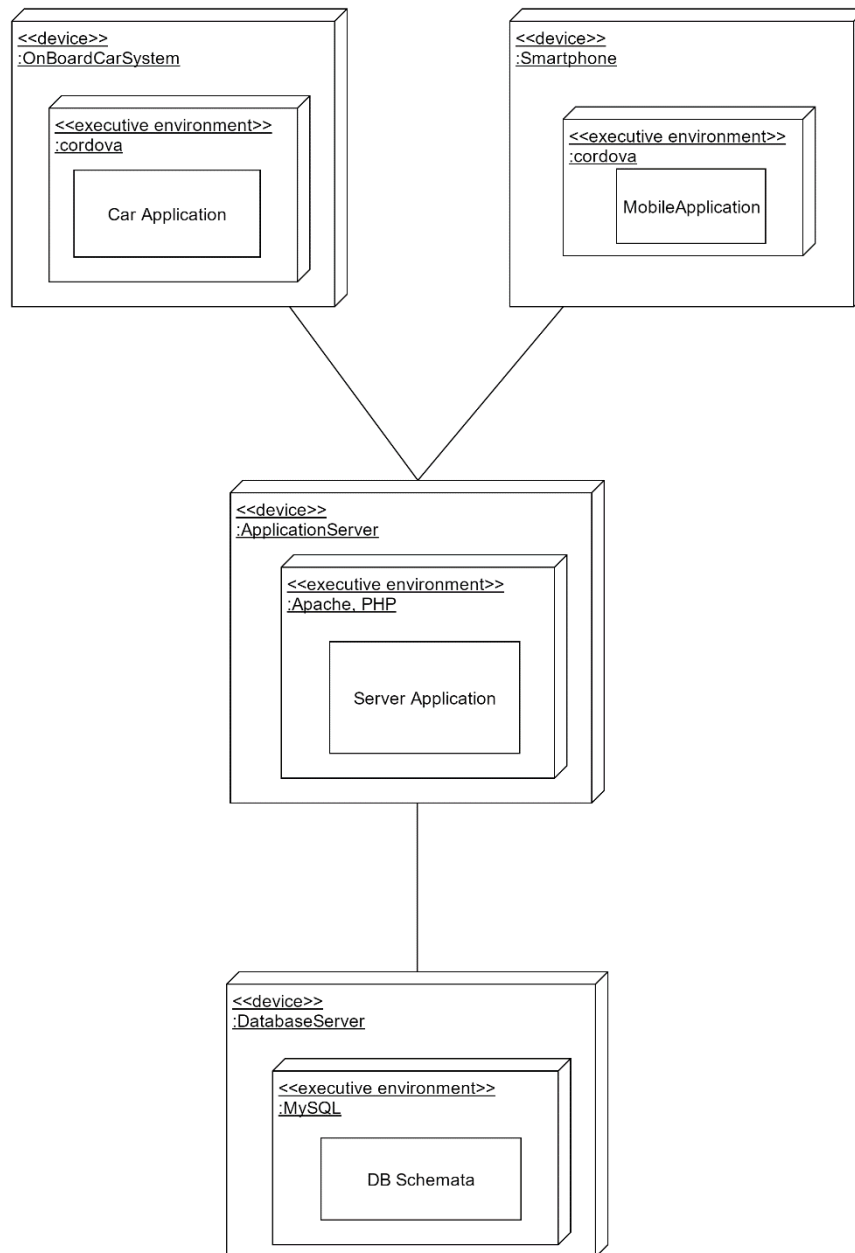 <<device>>
:OnBoardCarSystem
<<executive environment>>
:cordova
Car Application
<<device>>
:Smartphone
<<executive environment>>
:cordova
MobileApplication
<<device>>
:ApplicationServer
<<executive environment>>
:Apache, PHP
Server Application
<<device>>
:DatabaseServer
<<executive environment>>
:MySQL
DB Schemata